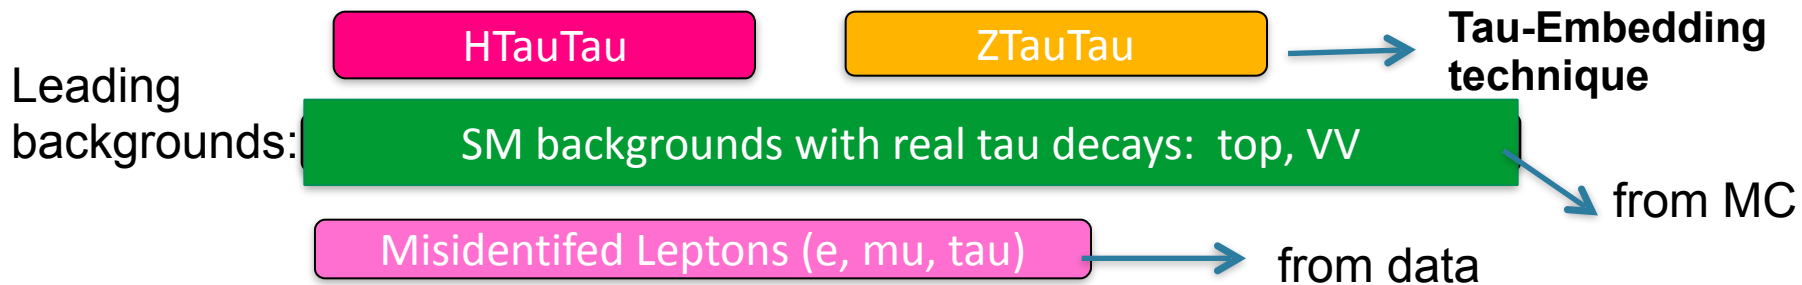 HTauTau
ZTauTau
Tau-Embedding
technique
Leading
backgrounds:
SM backgrounds with real tau decays: top, VV
from MC
Misidentifed Leptons (e, mu, tau)
from data